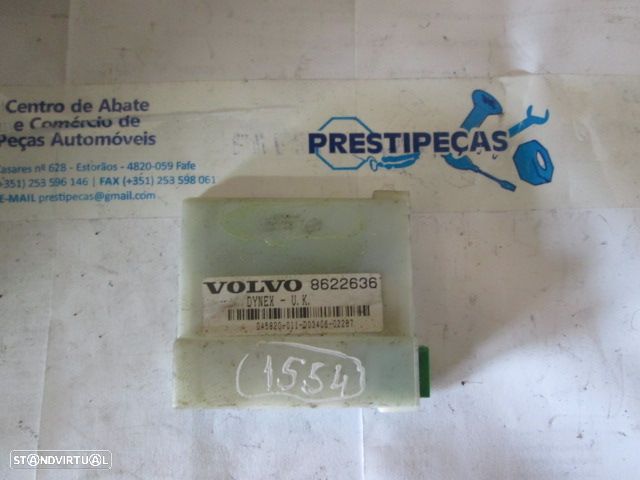 Centro de Abate
e Comércio de
Peças Automóveis
Casares nº 628 - Estorãos - 4820-059 Fafe
+351) 253 596 146 | FAX (+351) 253 598 061
E-MAIL prestipecas@gmail.com
PRESTIPEÇAS
VOLVO 8622636
DYNEX - U.K.
1554
STANDVIRTUAL